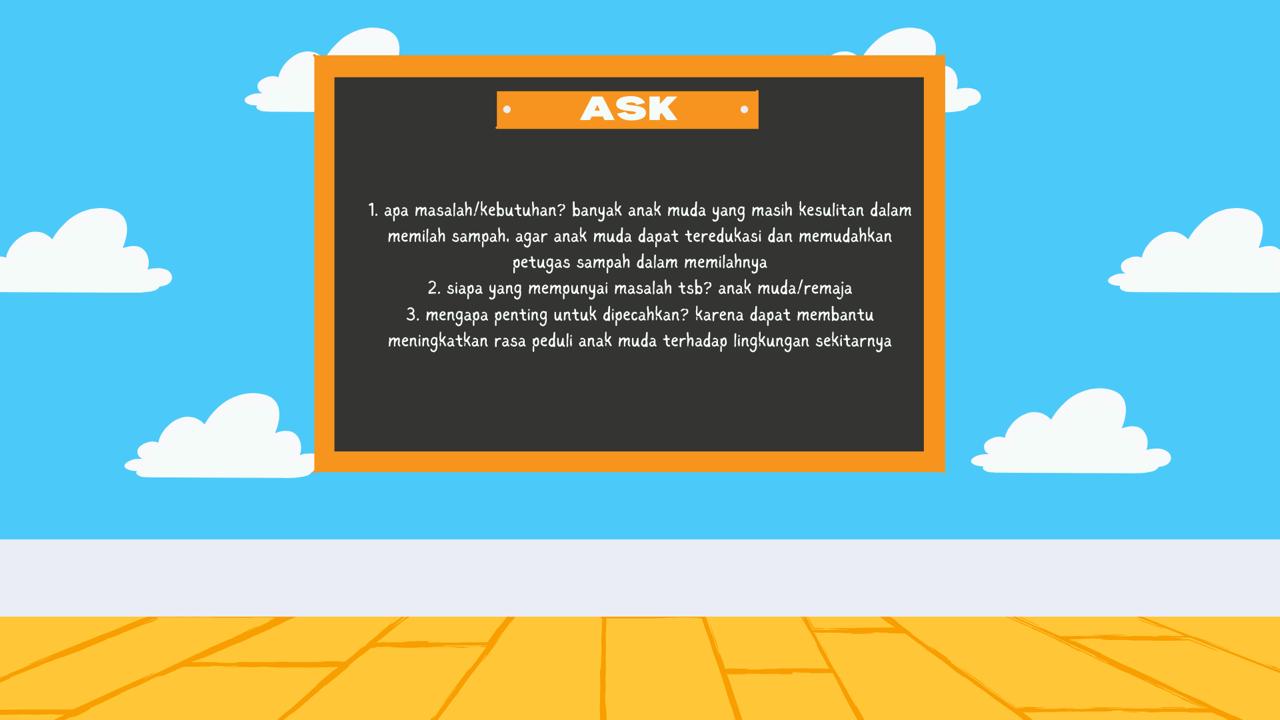 ASK
1. apa masalah/kebutuhan? banyak anak muda yang masih kesulitan dalam
memilah sampah. agar anak muda dapat teredukasi dan memudahkan
petugas sampah dalam memilahnya
2. siapa yang mempunyai masalah tsb? anak muda/remaja
3. mengapa penting untuk dipecahkan? karena dapat membantu
meningkatkan rasa peduli anak muda terhadap lingkungan sekitarnya